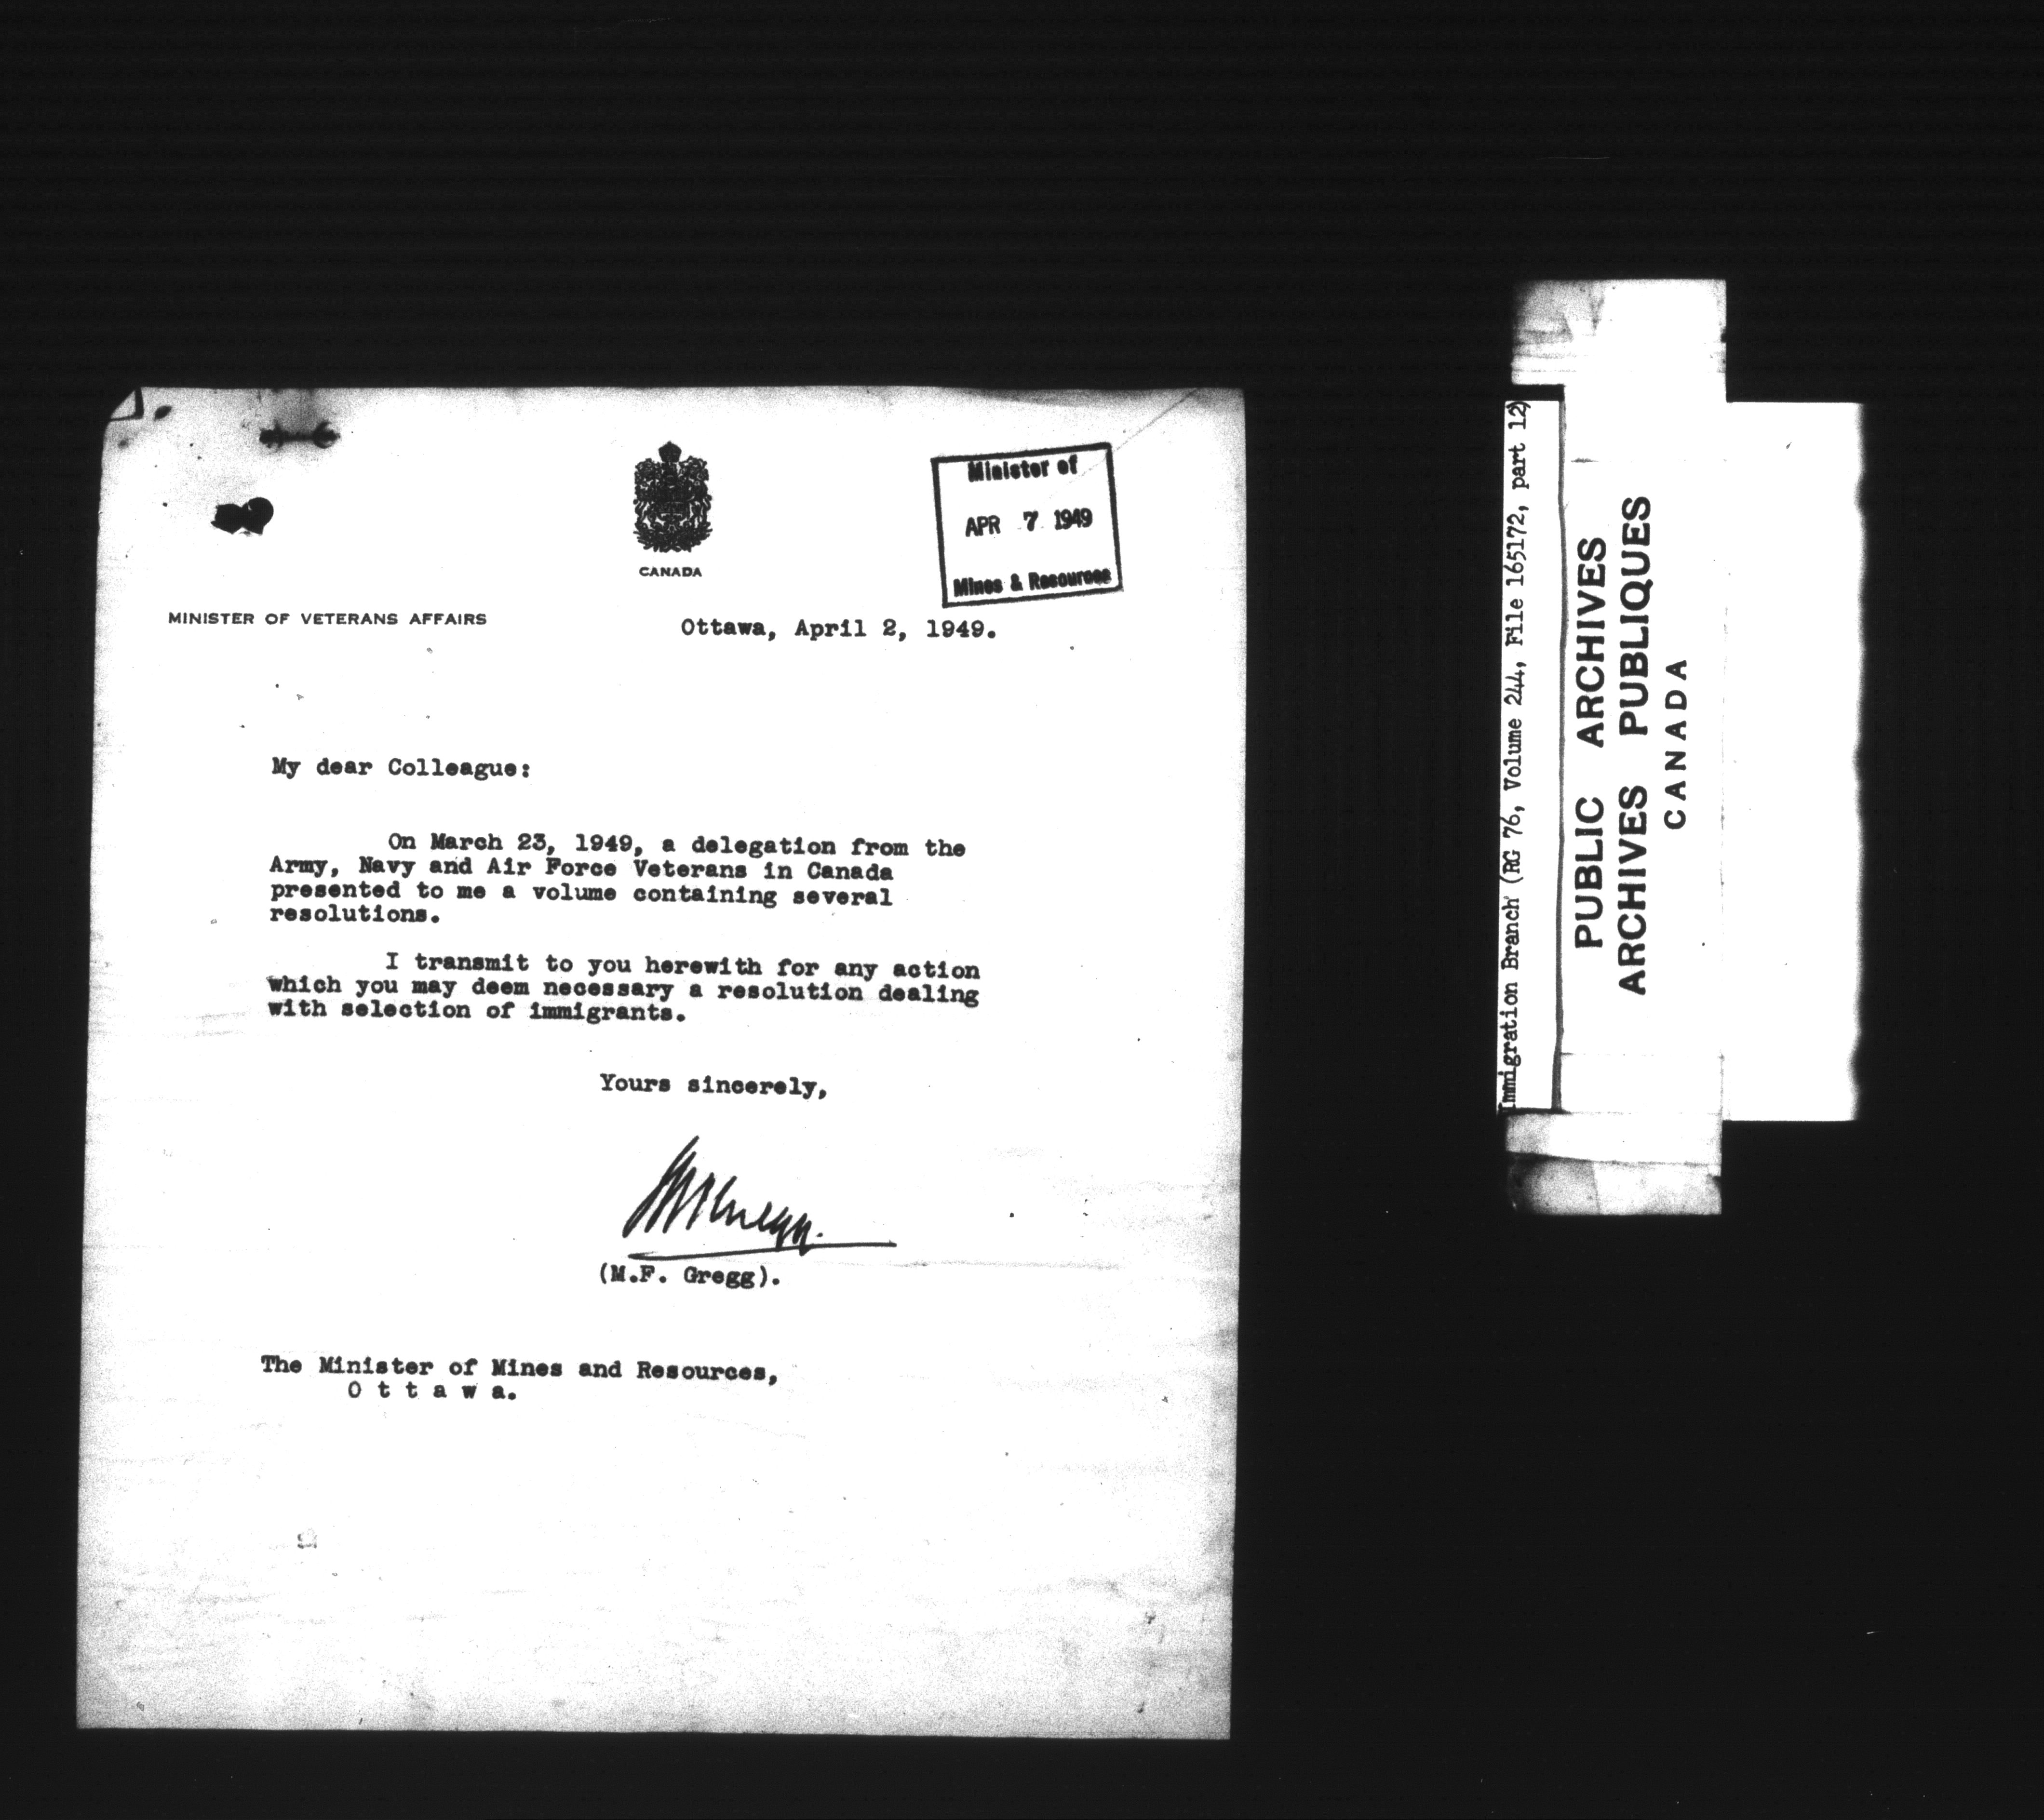 Minister of
APR 7 1949
Mines & Resources
CANADA
MINISTER OF VETERANS AFFAIRS
Ottawa, April 2, 1949.
My dear Colleague:
On March 23, 1949, a delegation from the
Army, Navy and Air Force Veterans in Canada
presented to me a volume containing several
resolutions.
I transmit to you herewith for any action
which you may deem necessary a resolution dealing
with selection of immigrants.
Yours sincerely,
(M.F. Gregg).
The Minister of Mines and Resources,
O t t a w a.
Immigration Branch (RG 76, Volume 244, File 165172, part 12)
PUBLIC ARCHIVES
ARCHIVES PUBLIQUES
CANADA